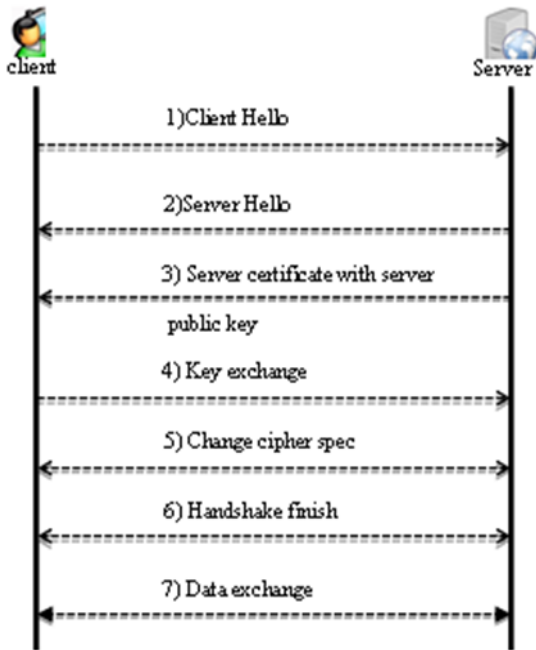 client
Server
1)Client Hello
2)Server Hello
3) Server certificate with server
public key
4) Key exchange
5) Change cipher spec
6) Handshake finish
7) Data exchange